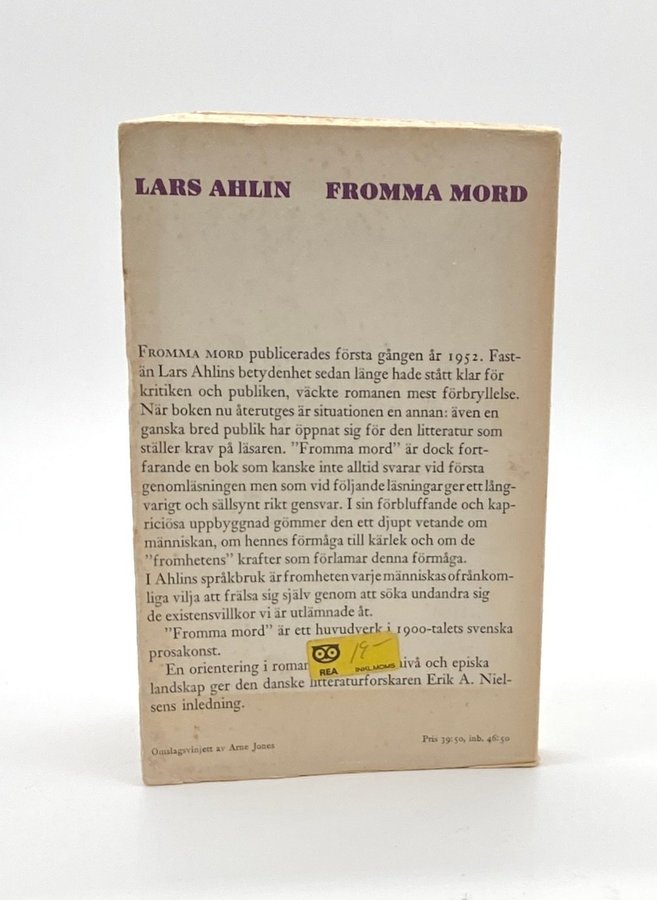 LARS AHLIN FROMMA MORD
FROMMA MORD publicerades första gången år 1952. Fast-
än Lars Ahlins betydenhet sedan länge hade stått klar för
kritiken och publiken, väckte romanen mest förbryllelse.
När boken nu återutges är situationen en annan: även en
ganska bred publik har öppnat sig för den litteratur som
ställer krav på läsaren. ”Fromma mord” är dock fort-
farande en bok som kanske inte alltid svarar vid första
genomläsningen men som vid följande läsningar ger ett lång-
varigt och sällsynt rikt gensvar. I sin förbluffande och kap-
riciösa uppbyggnad gömmer den ett djupt vetande om
människan, om hennes förmåga till kärlek och om de
”fromhetens” krafter som förlamar denna förmåga.
I Ahlins språkbruk är fromheten varje människas ofrånkom-
liga vilja att frälsa sig själv genom att söka undandra sig
de existensvillkor vi är utlämnade åt.
”Fromma mord” är ett huvudverk i 1900-talets svenska
prosakonst.
En orientering i romar nivå och episka
landskap ger den danske litteraturforskaren Erik A. Niel-
sens inledning.
19-
REA INKL.MOMS
Omslagsvinjett av Arne Jones Pris 39:50, inb. 46:50